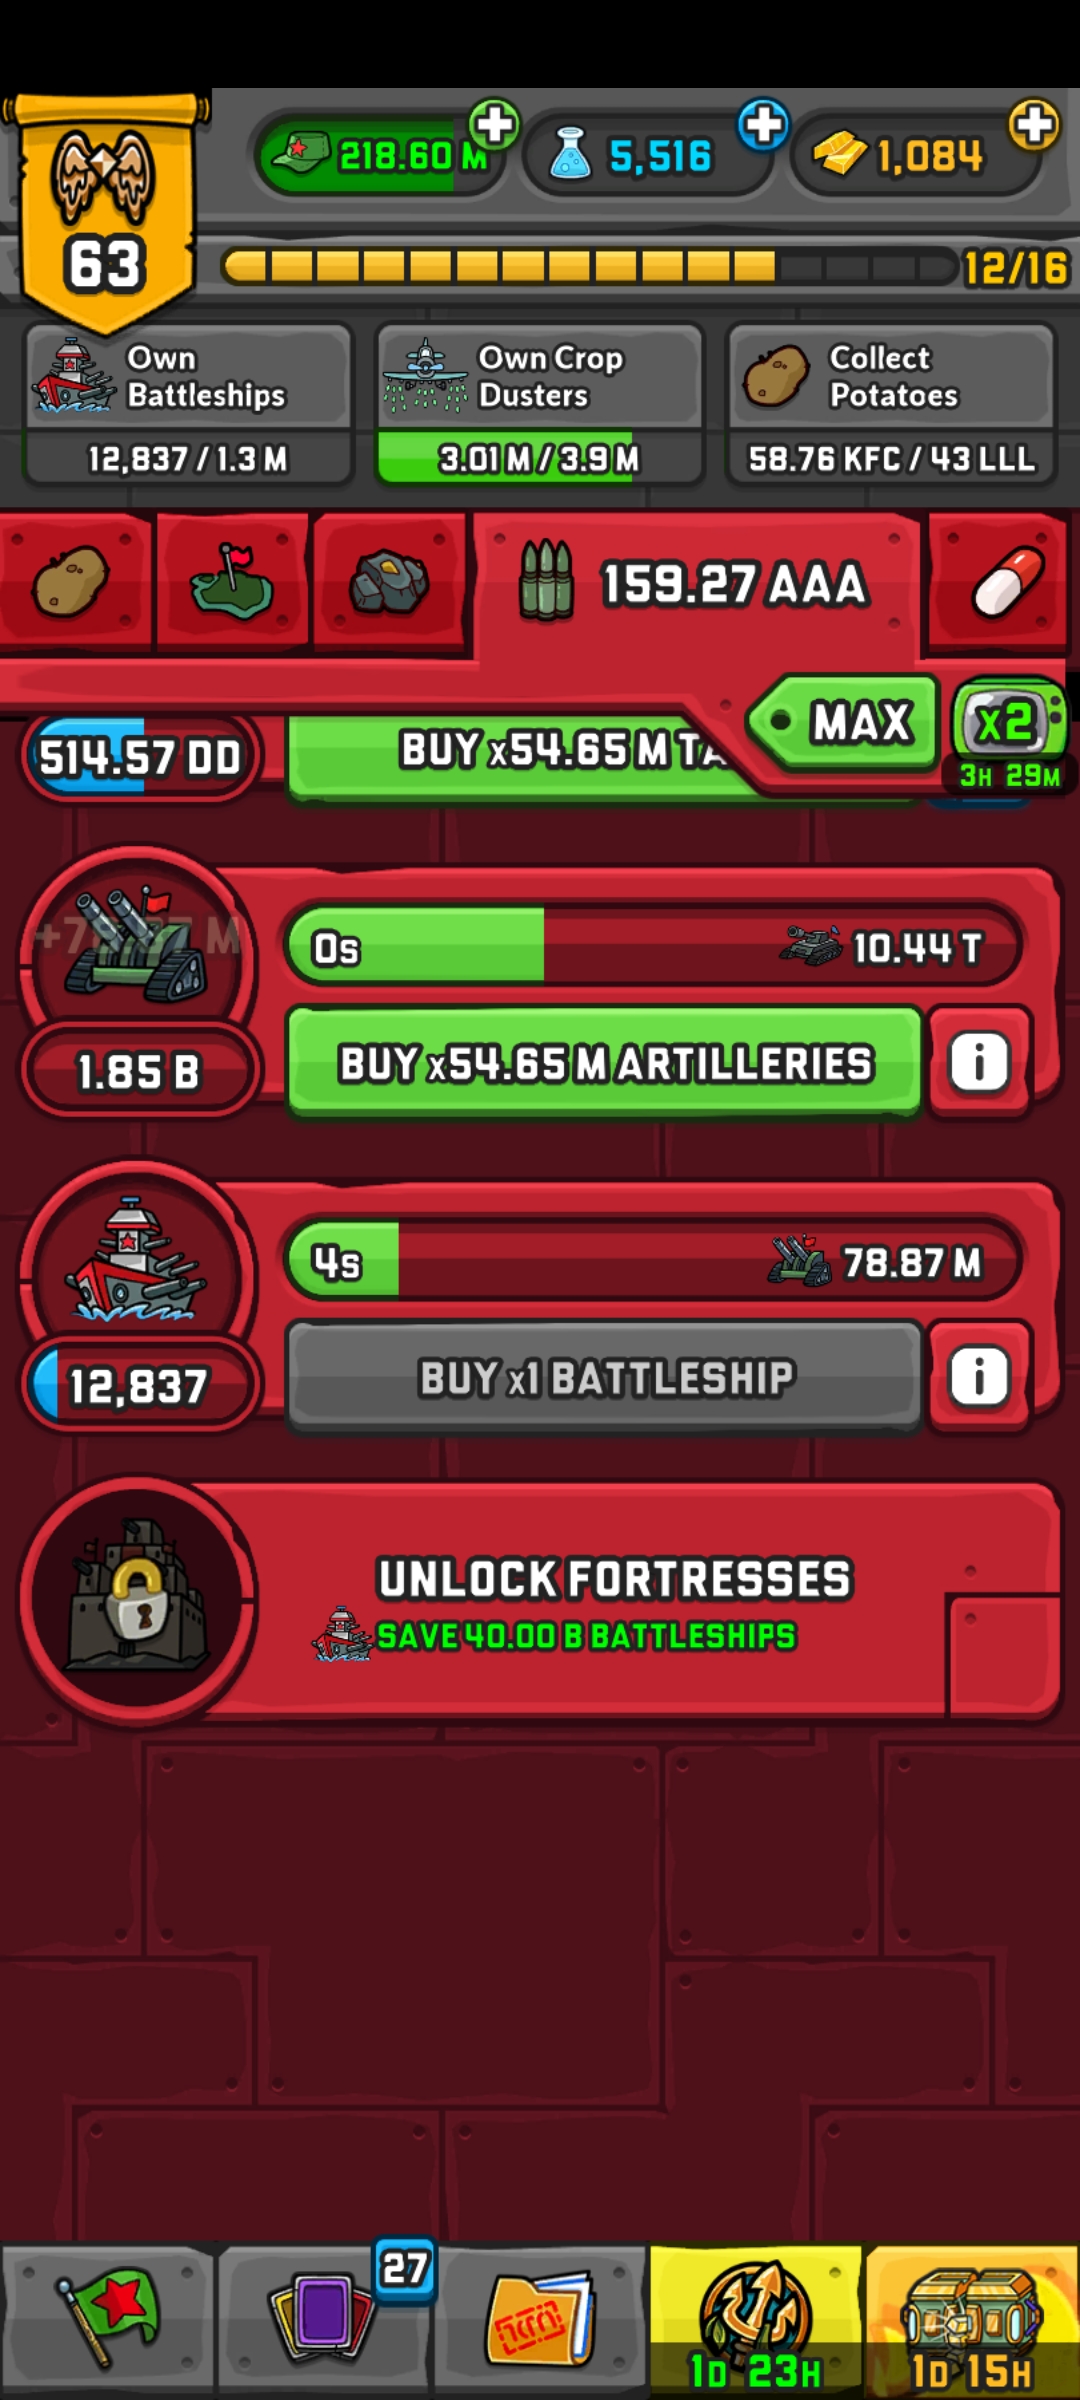 218.60 M
5,516
1,084
63
12/16
Own
Battleships
12,837 / 1.3 M
Own Crop
Dusters
3.01 M / 3.9 M
Collect
Potatoes
58.76 KFC / 43 LLL
159.27 AAA
MAX
x2
3H 29M
514.57 DD
BUY x54.65 M TA
0s
10.44 T
1.85 B
BUY x54.65 M ARTILLERIES
i
4s
78.87 M
12,837
BUY x1 BATTLESHIP
i
UNLOCK FORTRESSES
SAVE 40.00 B BATTLESHIPS
27
1D 23H
1D 15H